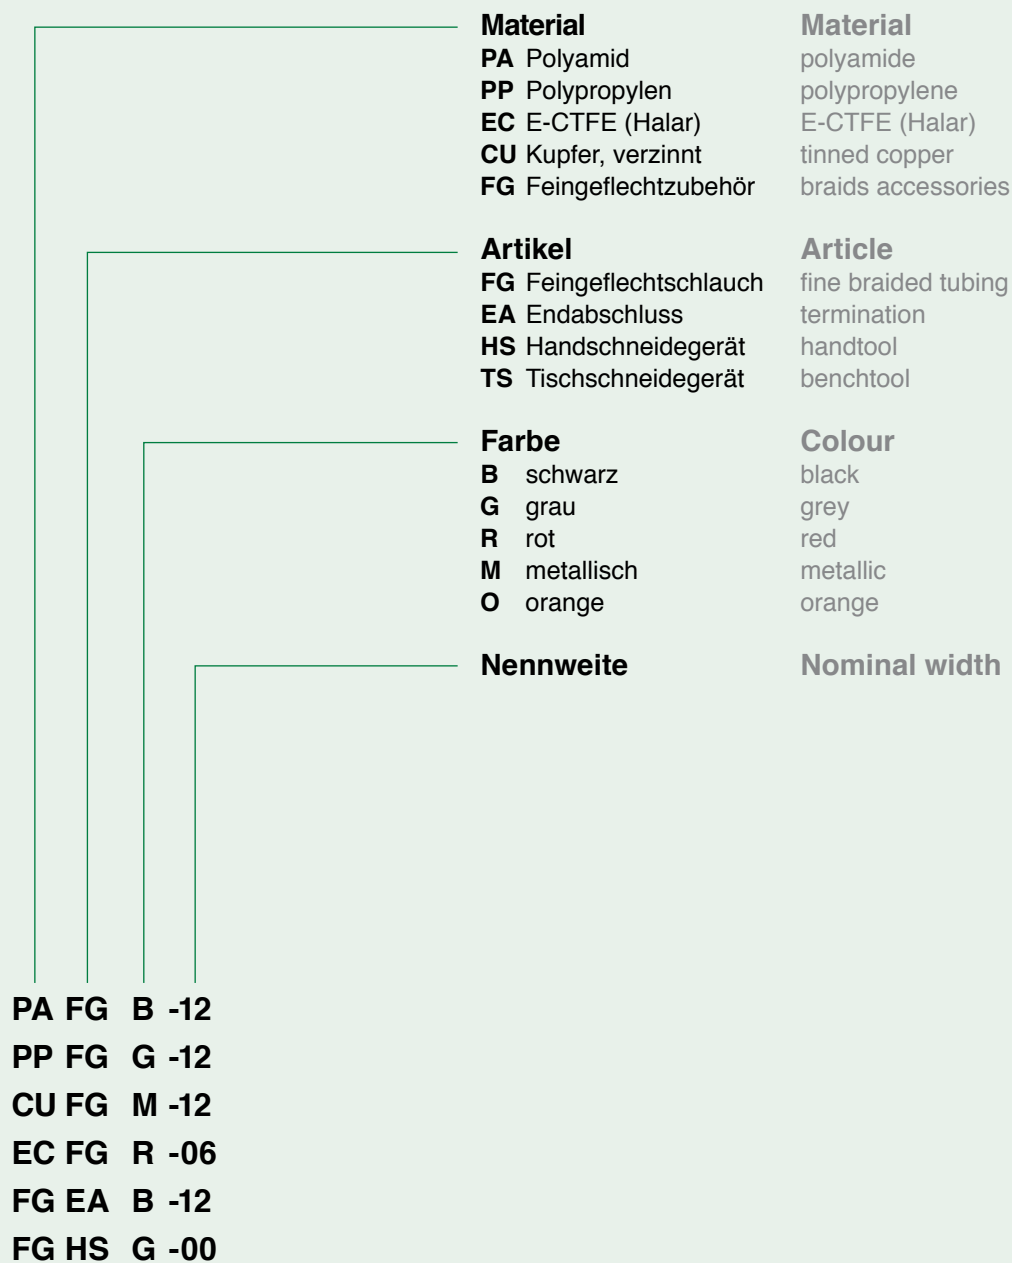 Material Material
PA Polyamid polyamide
PP Polypropylen polypropylene
EC E-CTFE (Halar) E-CTFE (Halar)
CU Kupfer, verzinnt tinned copper
FG Feingeflechtzubehör braids accessories
Artikel Article
FG Feingeflechtschlauch fine braided tubing
EA Endabschluss termination
HS Handschneidegerät handtool
TS Tischschneidegerät benchtool
Farbe Colour
B schwarz black
G grau grey
R rot red
M metallisch metallic
O orange orange
Nennweite Nominal width
PA FG B -12
PP FG G -12
CU FG M -12
EC FG R -06
FG EA B -12
FG HS G -00